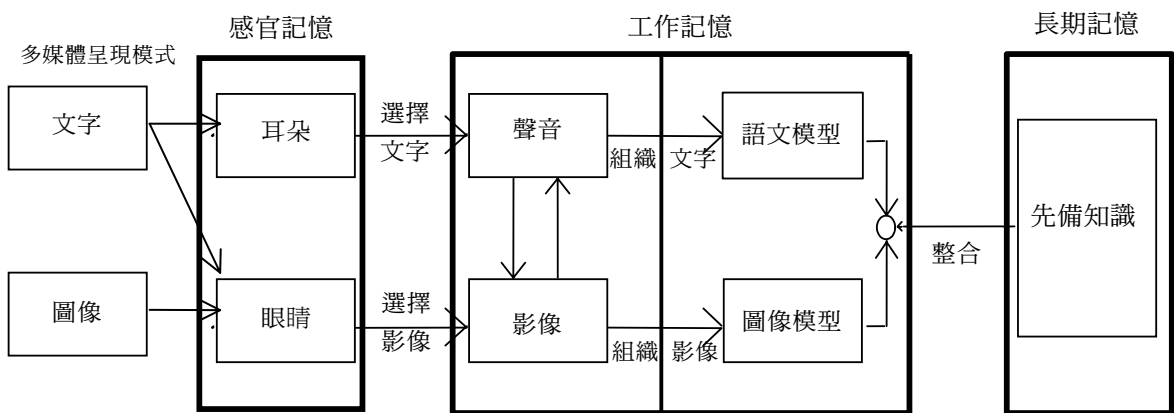 感官記憶
工作記憶
長期記憶
多媒體呈現模式
文字
耳朵
選擇
文字
聲音
組織
文字
語文模型
先備知識
整合
圖像
眼睛
選擇
影像
影像
組織
影像
圖像模型